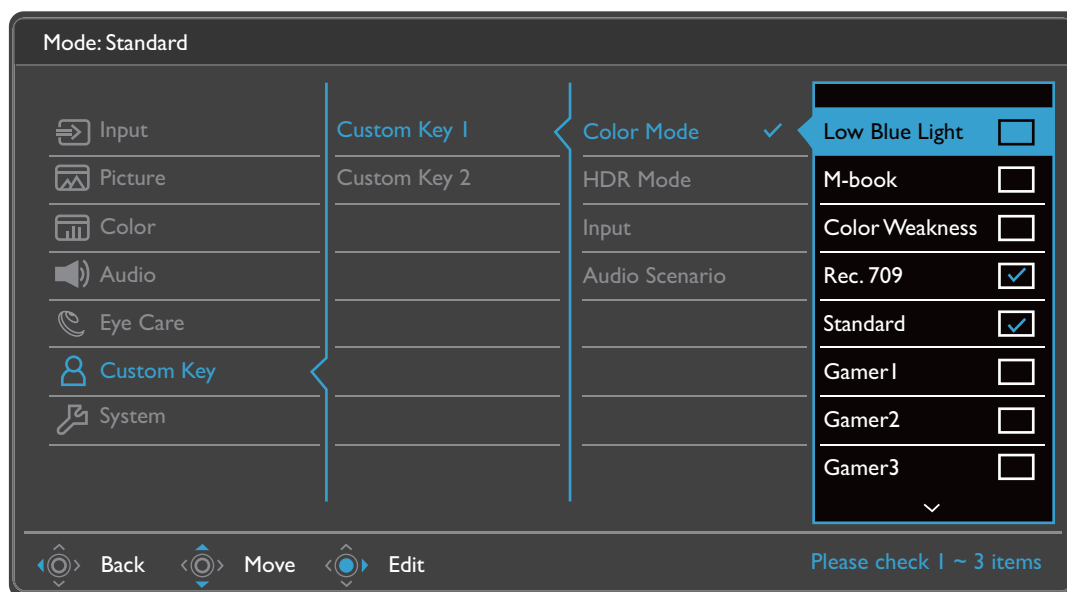 Mode: Standard
Input
Picture
Color
Audio
Eye Care
Custom Key
System
Custom Key 1
Custom Key 2
Color Mode
HDR Mode
Input
Audio Scenario
Low Blue Light
M-book
Color Weakness
Rec. 709
Standard
Gamer1
Gamer2
Gamer3
Back Move Edit Please check 1 ~ 3 items